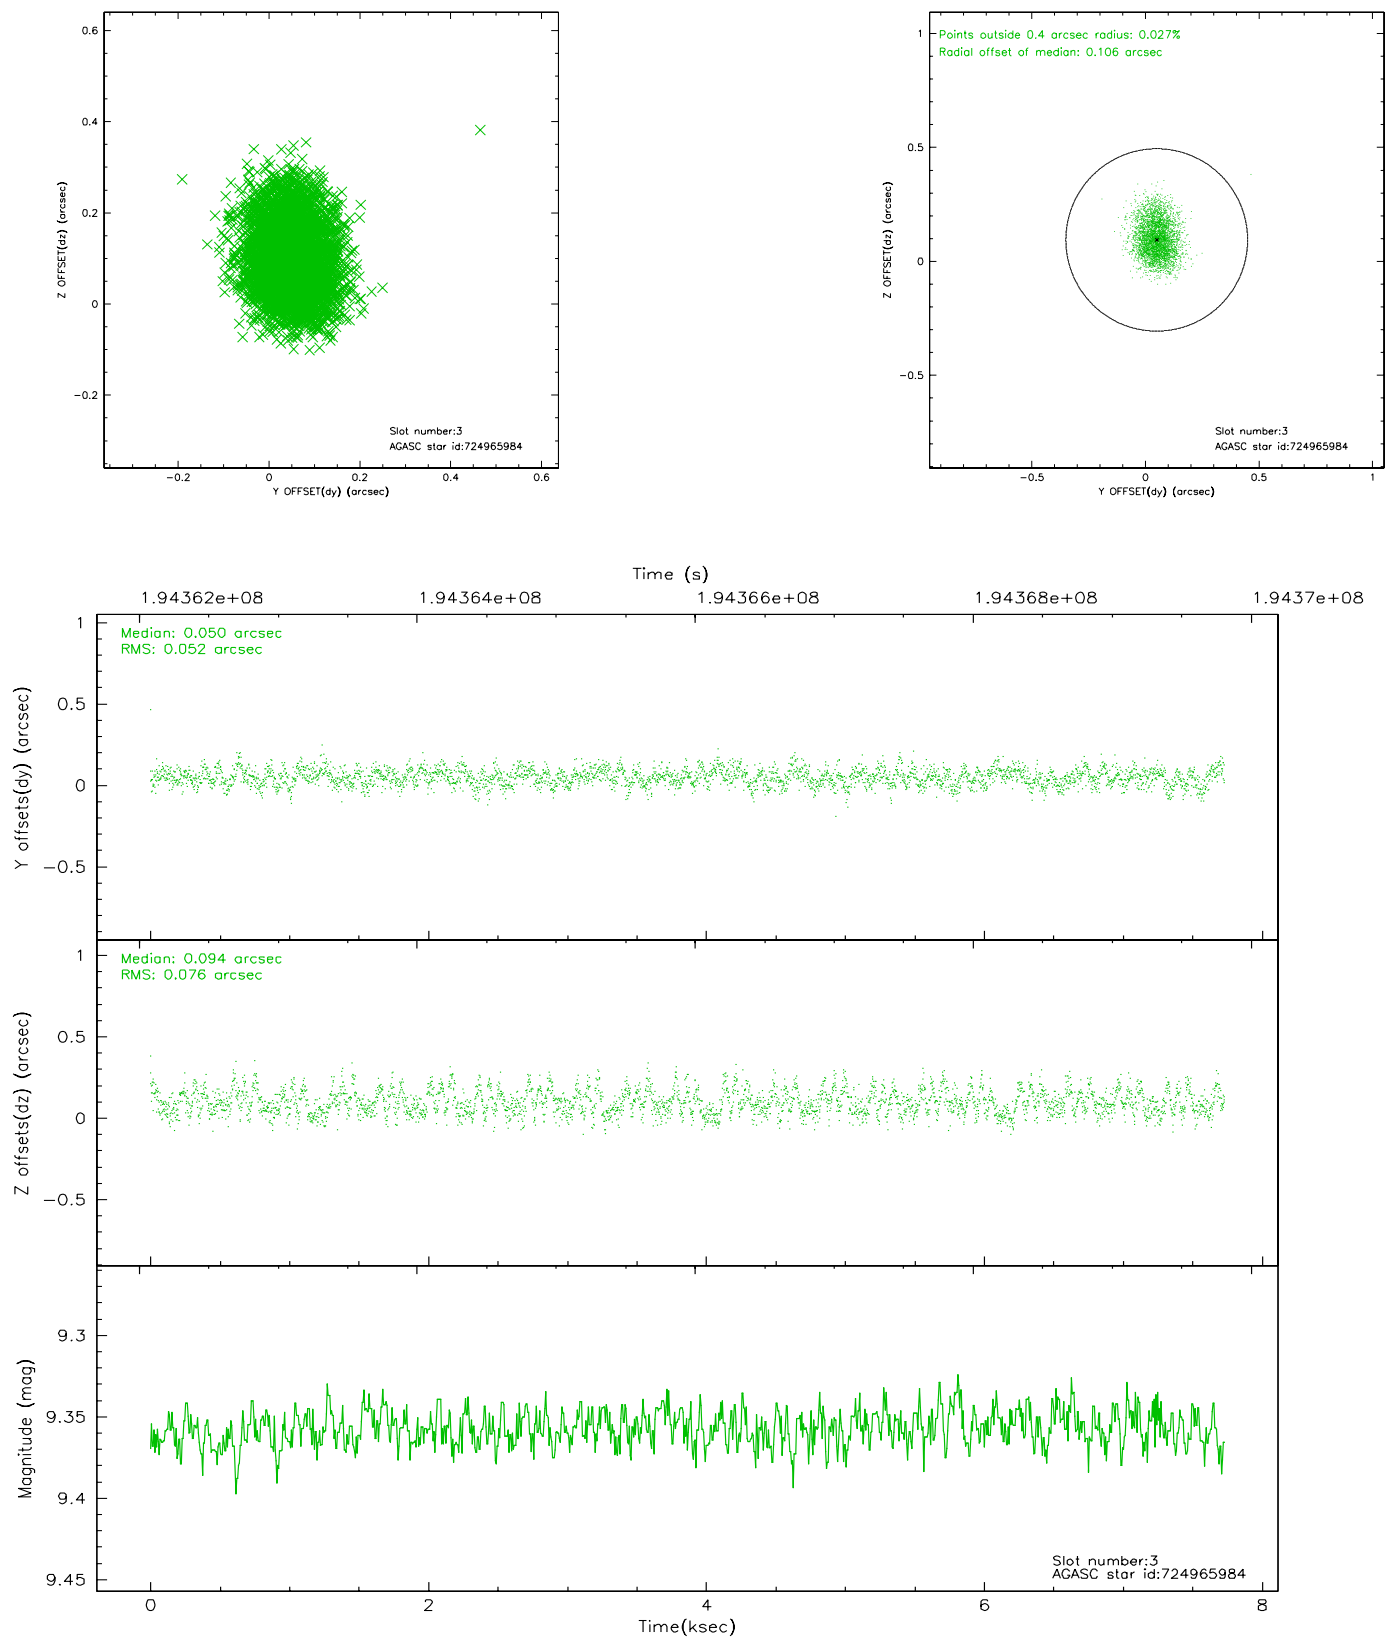 0.6
0.4
0.2
0
−0.2
Z OFFSET(dz) (arcsec)
Slot number:3
AGASC star id:724965984
−0.2 0 0.2 0.4 0.6
Y OFFSET(dy) (arcsec)
Points outside 0.4 arcsec radius: 0.027%
Radial offset of median: 0.106 arcsec
1
0.5
0
−0.5
Z OFFSET(dz) (arcsec)
Slot number:3
AGASC star id:724965984
−0.5 0 0.5 1
Y OFFSET(dy) (arcsec)
Time (s)
1.94362e+08 1.94364e+08 1.94366e+08 1.94368e+08 1.9437e+08
Median: 0.050 arcsec
RMS: 0.052 arcsec
1
0.5
0
−0.5
Y offsets(dy) (arcsec)
Median: 0.094 arcsec
RMS: 0.076 arcsec
1
0.5
0
−0.5
Z offsets(dz) (arcsec)
9.3
9.35
9.4
9.45
Magnitude (mag)
Slot number:3
AGASC star id:724965984
0 2 4 6 8
Time(ksec)